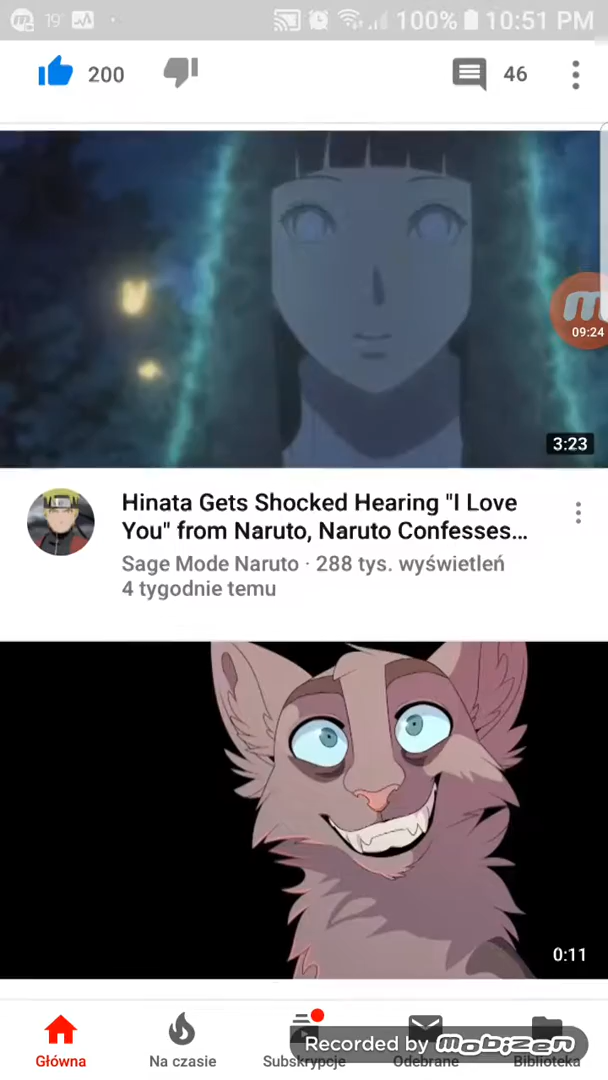 19° 100% 10:51 PM
200 46
09:24
3:23
Hinata Gets Shocked Hearing "I Love
You" from Naruto, Naruto Confesses...
Sage Mode Naruto · 288 tys. wyświetleń
4 tygodnie temu
0:11
Recorded by mobizen
Główna Na czasie Subskrypcje Odebrane Biblioteka